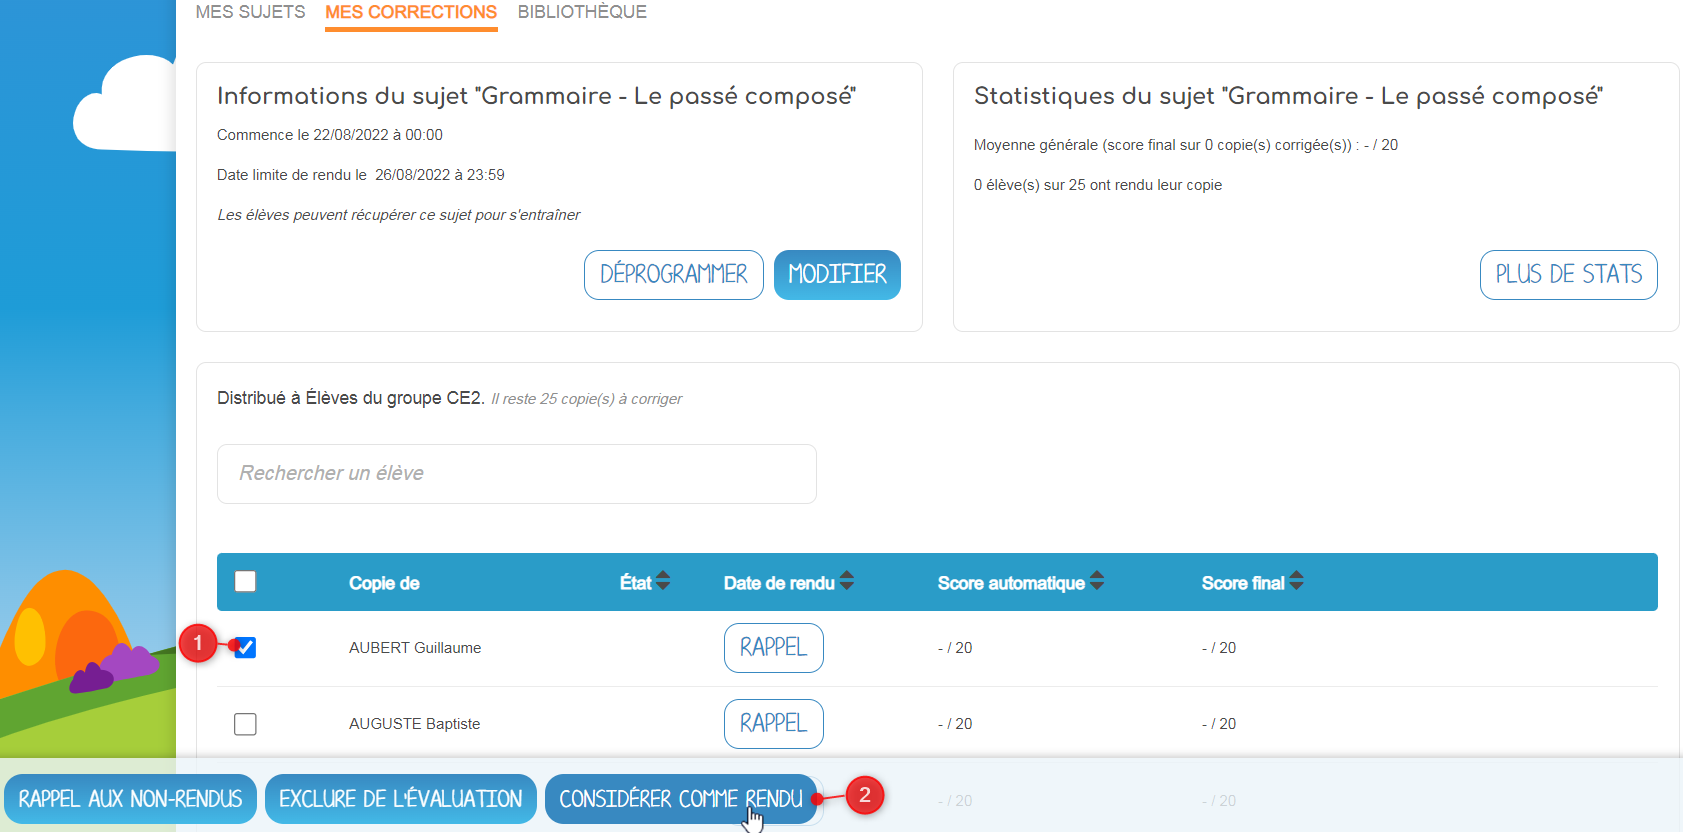 MES SUJETS MES CORRECTIONS BIBLIOTHÈQUE
Informations du sujet "Grammaire - Le passé composé"
Commence le 22/08/2022 à 00:00
Date limite de rendu le 26/08/2022 à 23:59
Les élèves peuvent récupérer ce sujet pour s'entraîner
DÉPROGRAMMER MODIFIER
Statistiques du sujet "Grammaire - Le passé composé"
Moyenne générale (score final sur 0 copie(s) corrigée(s)) : - / 20
0 élève(s) sur 25 ont rendu leur copie
PLUS DE STATS
Distribué à Élèves du groupe CE2. Il reste 25 copie(s) à corriger
Rechercher un élève
Copie de État Date de rendu Score automatique Score final
1 AUBERT Guillaume RAPPEL - / 20 - / 20
AUGUSTE Baptiste RAPPEL - / 20 - / 20
RAPPEL AUX NON-RENDUS EXCLURE DE L'ÉVALUATION CONSIDÉRER COMME RENDU 2 - / 20 - / 20